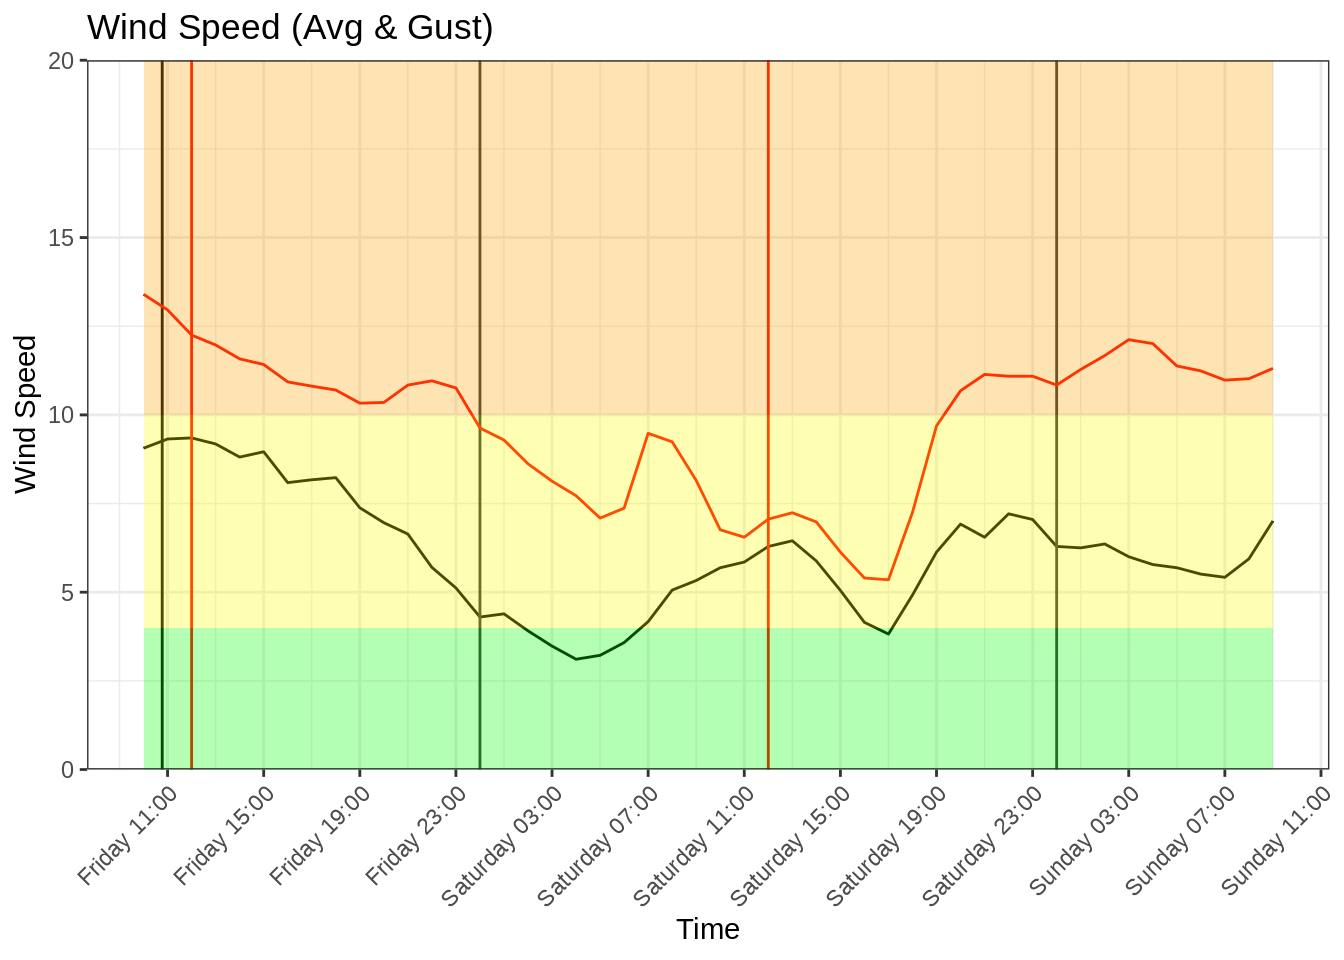 Wind Speed (Avg & Gust)
20
15
10
5
0
Wind Speed
Friday 11:00
Friday 15:00
Friday 19:00
Friday 23:00
Saturday 03:00
Saturday 07:00
Saturday 11:00
Saturday 15:00
Saturday 19:00
Saturday 23:00
Sunday 03:00
Sunday 07:00
Sunday 11:00
Time